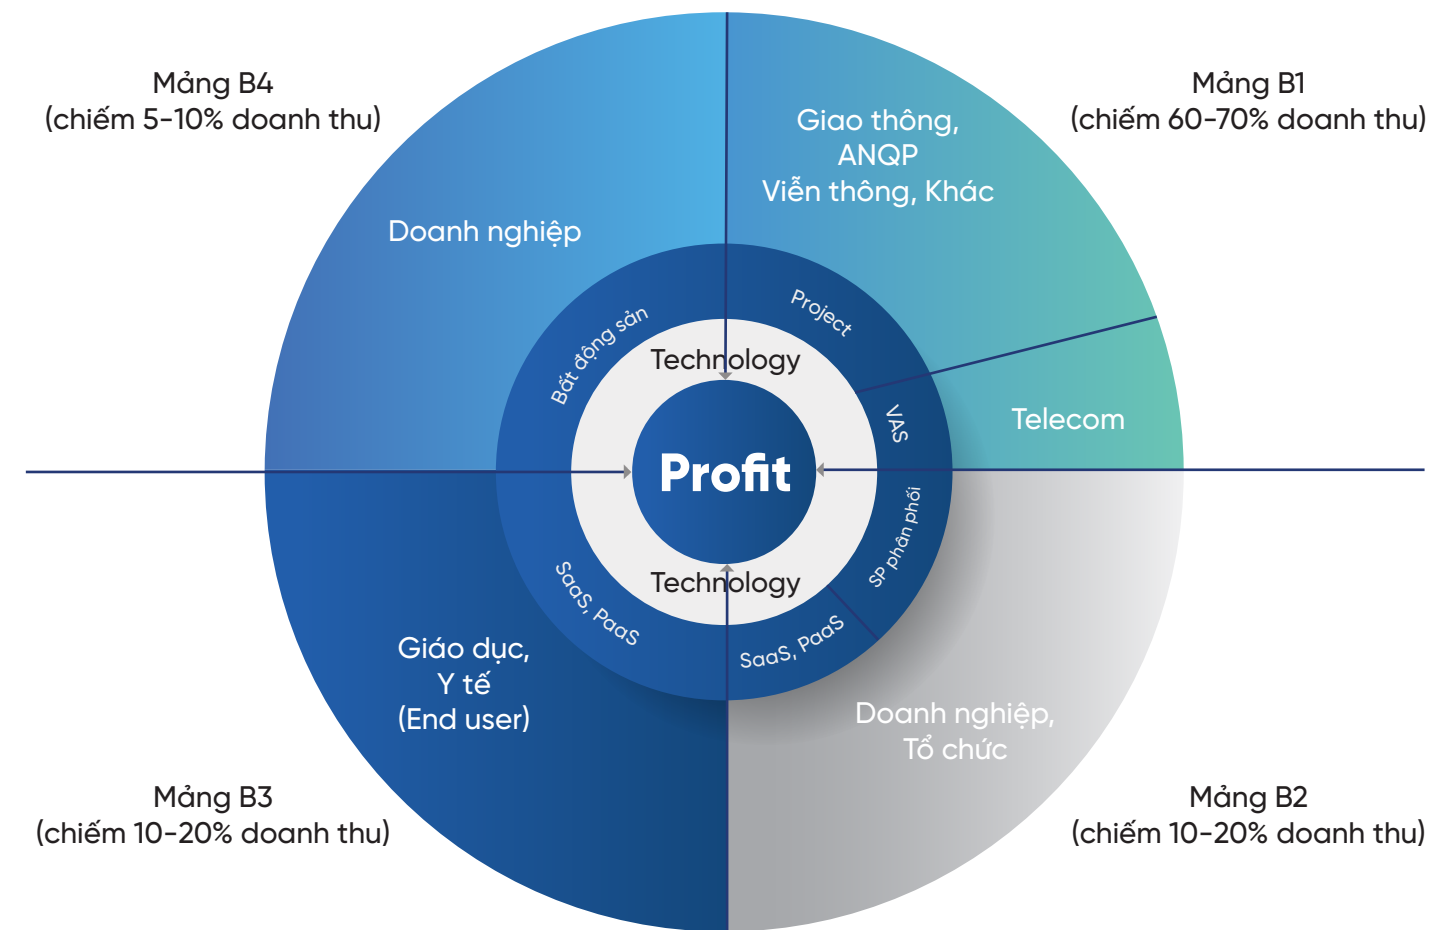 Mảng B4
(chiếm 5-10% doanh thu)
Mảng B1
(chiếm 60-70% doanh thu)
Giao thông,
ANQP
Viễn thông, Khác
Doanh nghiệp
Bất động sản
Project
Technology
VAS
Telecom
Profit
SP phân phối
Technology
SaaS, PaaS
SaaS, PaaS
Giáo dục,
Y tế
(End user)
Doanh nghiệp,
Tổ chức
Mảng B3
(chiếm 10-20% doanh thu)
Mảng B2
(chiếm 10-20% doanh thu)